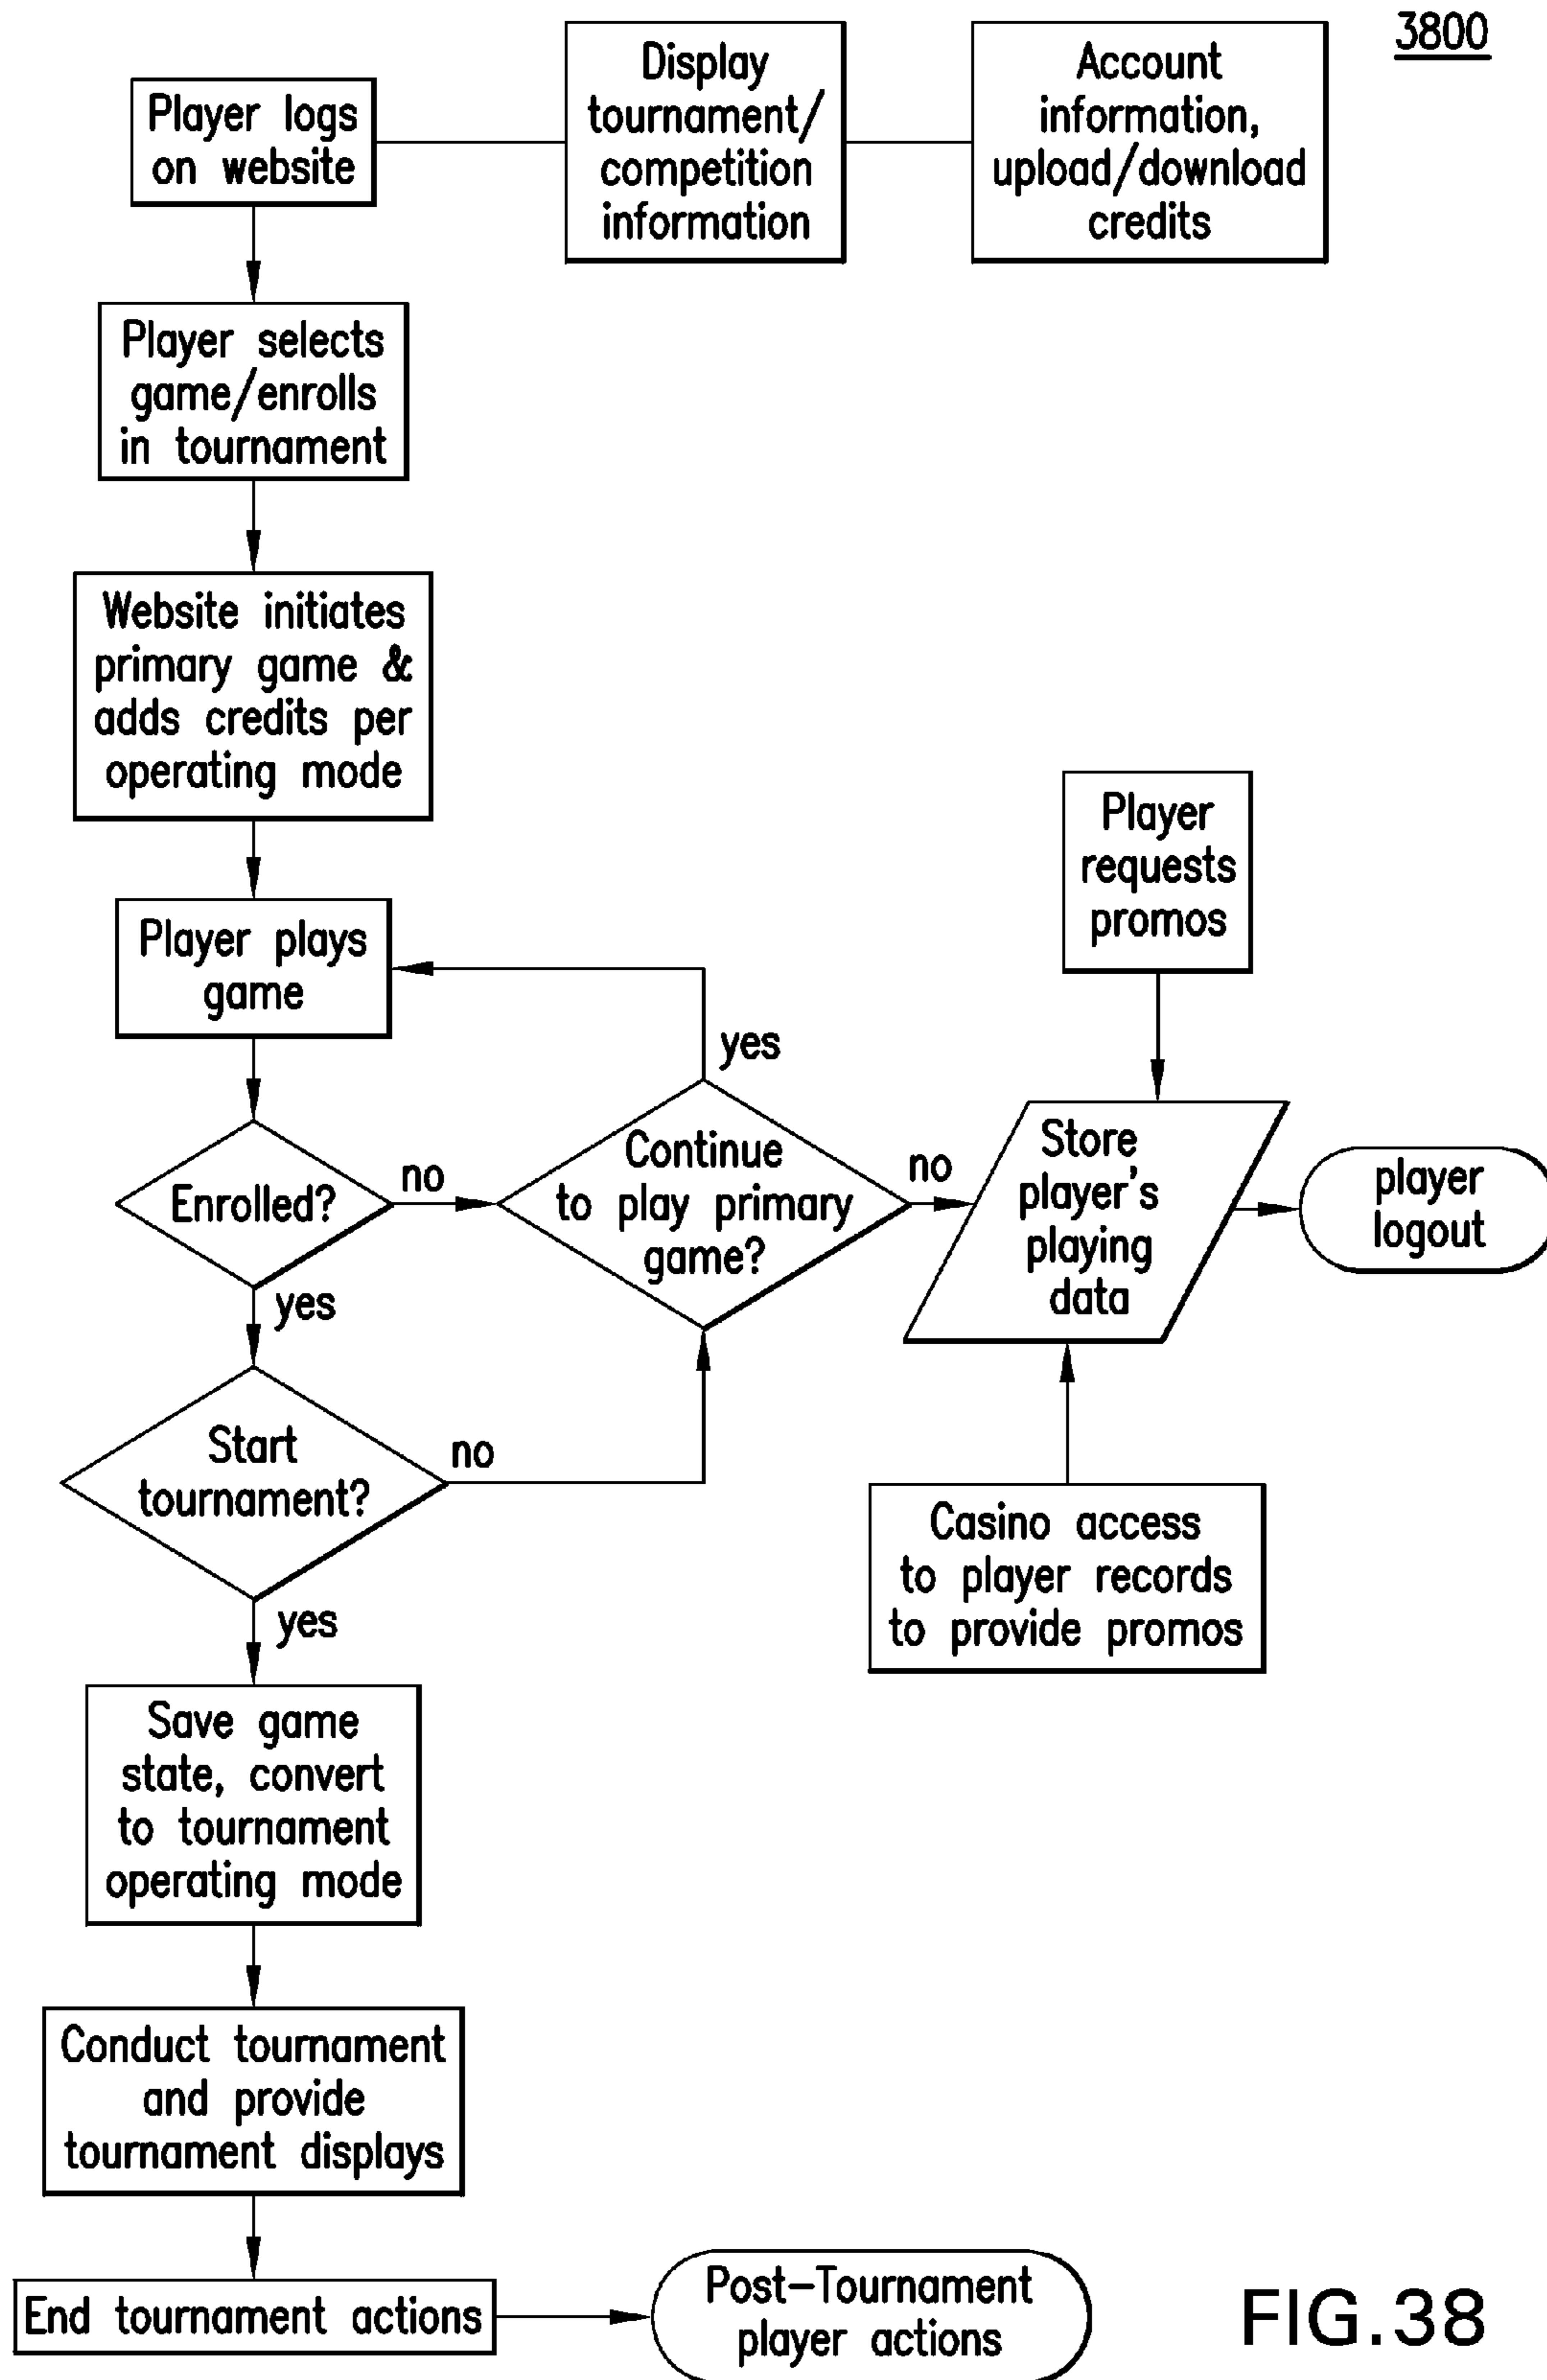 3800
Player logs
on website
Display
tournament/
competition
information
Account
information,
upload/download
credits
Player selects
game/enrolls
in tournament
Website initiates
primary game &
adds credits per
operating mode
Player plays
game
Player
requests
promos
yes
Enrolled?
no
Continue
to play primary
game?
no
Store
player's
playing
data
player
logout
yes
Start
tournament?
no
Casino access
to player records
to provide promos
yes
Save game
state, convert
to tournament
operating mode
Conduct tournament
and provide
tournament displays
End tournament actions
Post-Tournament
player actions
FIG.38